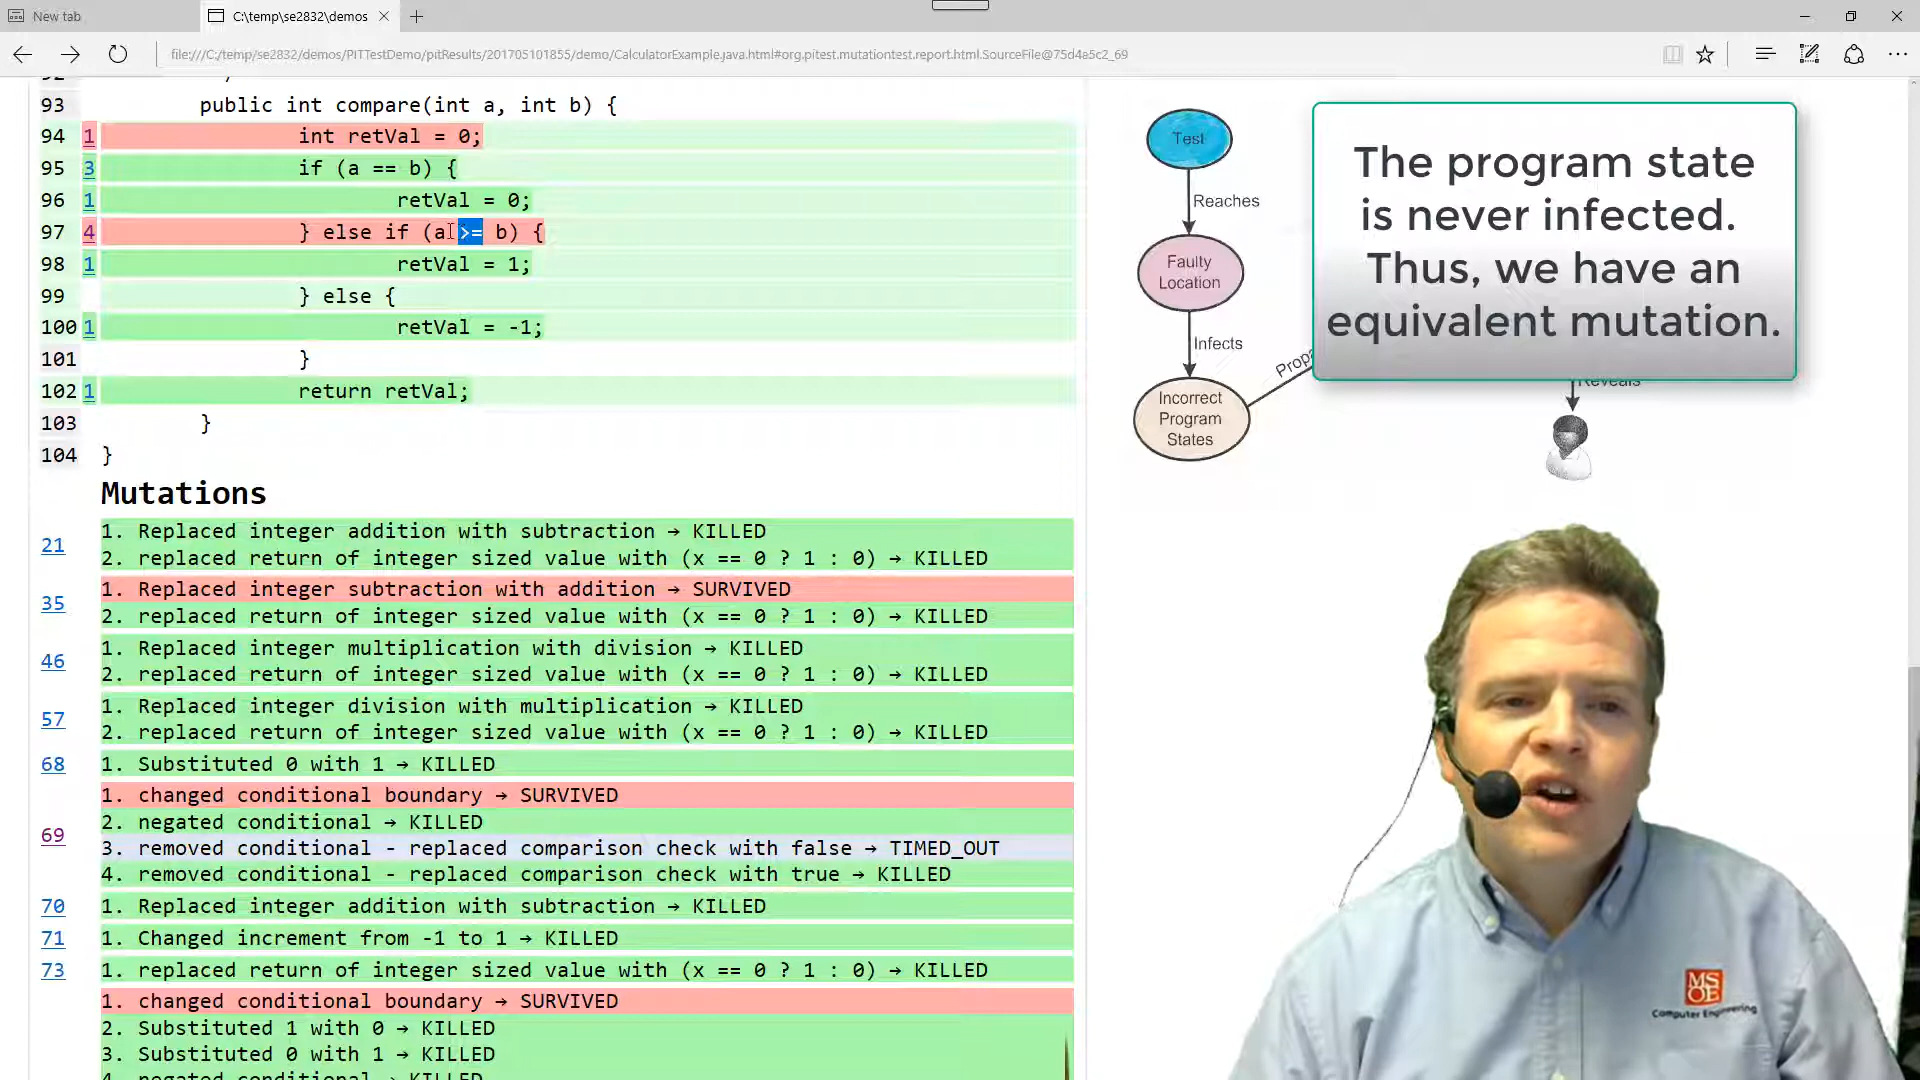 New tab
C:\temp\se2832\demos
file:///C:/temp/se2832/demos/PITTestDemo/pitResults/201705101855/demo/CalculatorExample.java.html#org.pitest.mutationtest.report.html.SourceFile@75d4a5c2_69
93 public int compare(int a, int b) {
94 1 int retVal = 0;
95 3 if (a == b) {
96 1 retVal = 0;
97 4 } else if (a >= b) {
98 1 retVal = 1;
99 } else {
100 1 retVal = -1;
101 }
102 1 return retVal;
103 }
104 }
Mutations
21
1. Replaced integer addition with subtraction → KILLED
2. replaced return of integer sized value with (x == 0 ? 1 : 0) → KILLED
35
1. Replaced integer subtraction with addition → SURVIVED
2. replaced return of integer sized value with (x == 0 ? 1 : 0) → KILLED
46
1. Replaced integer multiplication with division → KILLED
2. replaced return of integer sized value with (x == 0 ? 1 : 0) → KILLED
57
1. Replaced integer division with multiplication → KILLED
2. replaced return of integer sized value with (x == 0 ? 1 : 0) → KILLED
68
1. Substituted 0 with 1 → KILLED
69
1. changed conditional boundary → SURVIVED
2. negated conditional → KILLED
3. removed conditional - replaced comparison check with false → TIMED_OUT
4. removed conditional - replaced comparison check with true → KILLED
70
1. Replaced integer addition with subtraction → KILLED
71
1. Changed increment from -1 to 1 → KILLED
73
1. replaced return of integer sized value with (x == 0 ? 1 : 0) → KILLED
1. changed conditional boundary → SURVIVED
2. Substituted 1 with 0 → KILLED
3. Substituted 0 with 1 → KILLED
4. negated conditional → KILLED
Test
Reaches
Faulty
Location
Infects
Incorrect
Program
States
Reveals
The program state
is never infected.
Thus, we have an
equivalent mutation.
MS
OE
Computer Engineering